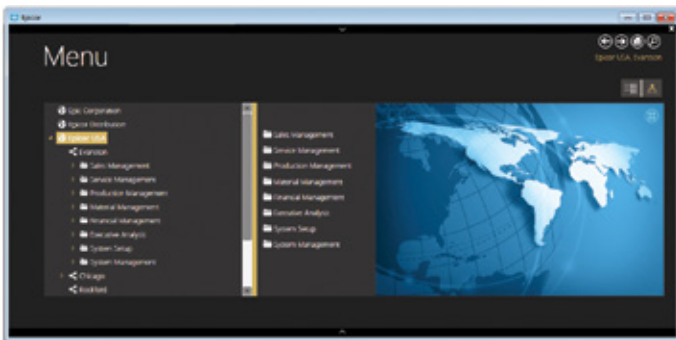 Epicor
Menu
Epicor USA, Evanston
Epic Corporation
Epicor Distribution
Epicor USA
Evanston
Sales Management
Service Management
Production Management
Material Management
Financial Management
Executive Analysis
System Setup
System Management
Chicago
Rockford
Sales Management
Service Management
Production Management
Material Management
Financial Management
Executive Analysis
System Setup
System Management